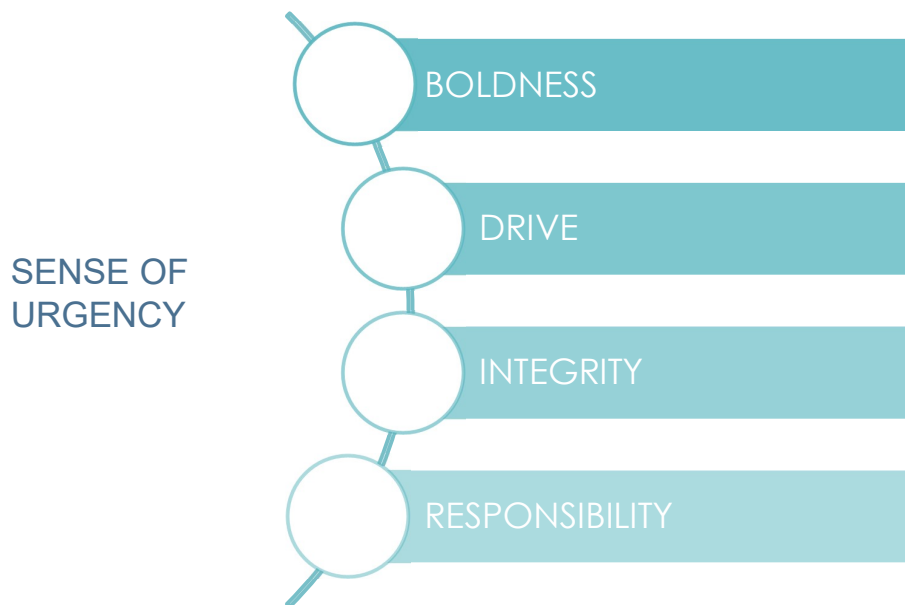 SENSE OF
URGENCY
BOLDNESS
DRIVE
INTEGRITY
RESPONSIBILITY